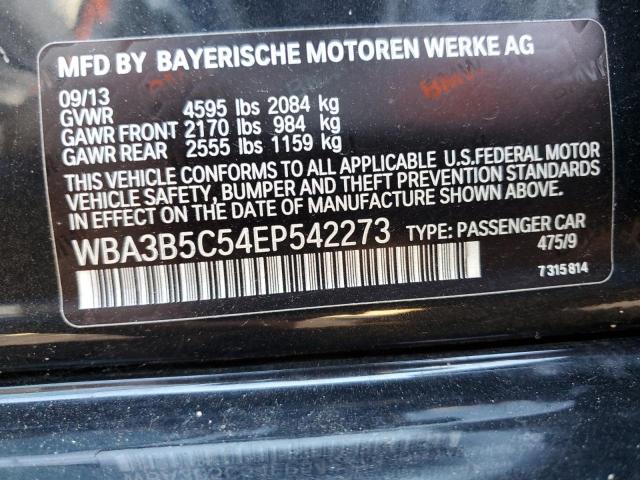 MFD BY BAYERISCHE MOTOREN WERKE AG
09/13
GVWR 4595 lbs 2084 kg
GAWR FRONT 2170 lbs 984 kg
GAWR REAR 2555 lbs 1159 kg
THIS VEHICLE CONFORMS TO ALL APPLICABLE U.S.FEDERAL MOTOR
VEHICLE SAFETY, BUMPER AND THEFT PREVENTION STANDARDS
IN EFFECT ON THE DATE OF MANUFACTURE SHOWN ABOVE.
WBA3B5C54EP542273 TYPE: PASSENGER CAR
475/9
7315814